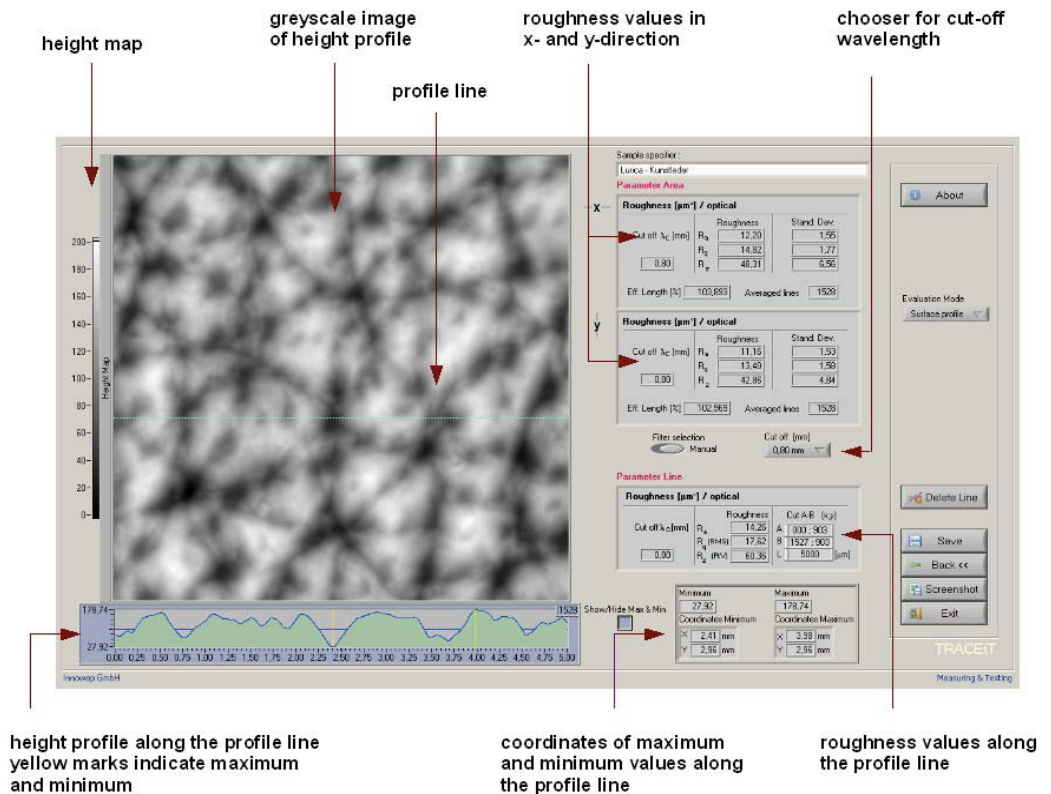 height map
greyscale image
of height profile
profile line
roughness values in
x- and y-direction
chooser for cut-off
wavelength
Sample specifier :
Lurica - Kunstleder
Parameter Area
x
Roughness [µm] / optical
Roughness
Stand. Dev.
Cut off λc [mm]
0,80
Ra 12,20 1,55
Rq 14,82 1,77
Rz 48,31 6,56
Eff. Length [%] 103,893 Averaged lines 1528
y
Roughness [µm] / optical
Roughness
Stand. Dev.
Cut off λc [mm]
0,80
Ra 11,16 1,53
Rq 13,40 1,58
Rz 42,86 4,84
Eff. Length [%] 102,969 Averaged lines 1528
Filter selection
Manual
Cut off [mm]
0,80 mm
Parameter Line
Roughness [µm] / optical
Roughness
Cut A-B (x;y)
Cut off λc [mm]
0,80
Ra 14,26 A 000 ; 903
Rq (RMS) 17,62 B 1527 ; 903
Rz (R/V) 60,36 L 5000 [µm]
About
Evaluation Mode
Surface profile
Delete Line
Save
Back <<
Screenshot
Exit
200
180
160
140
120
100
80
60
40
20
0
Height Map
178,74
27,92
1528
0,00 0,25 0,50 0,75 1,00 1,25 1,50 1,75 2,00 2,25 2,50 2,75 3,00 3,25 3,50 3,75 4,00 4,25 4,50 4,75 5,00
Show/Hide Max & Min
Minimum
27,92
Coordinates Minimum
X 2,41 mm
Y 2,96 mm
Maximum
178,74
Coordinates Maximum
X 3,98 mm
Y 2,96 mm
TRACEiT
Innowep GmbH
Measuring & Testing
height profile along the profile line
yellow marks indicate maximum
and minimum
coordinates of maximum
and minimum values along
the profile line
roughness values along
the profile line